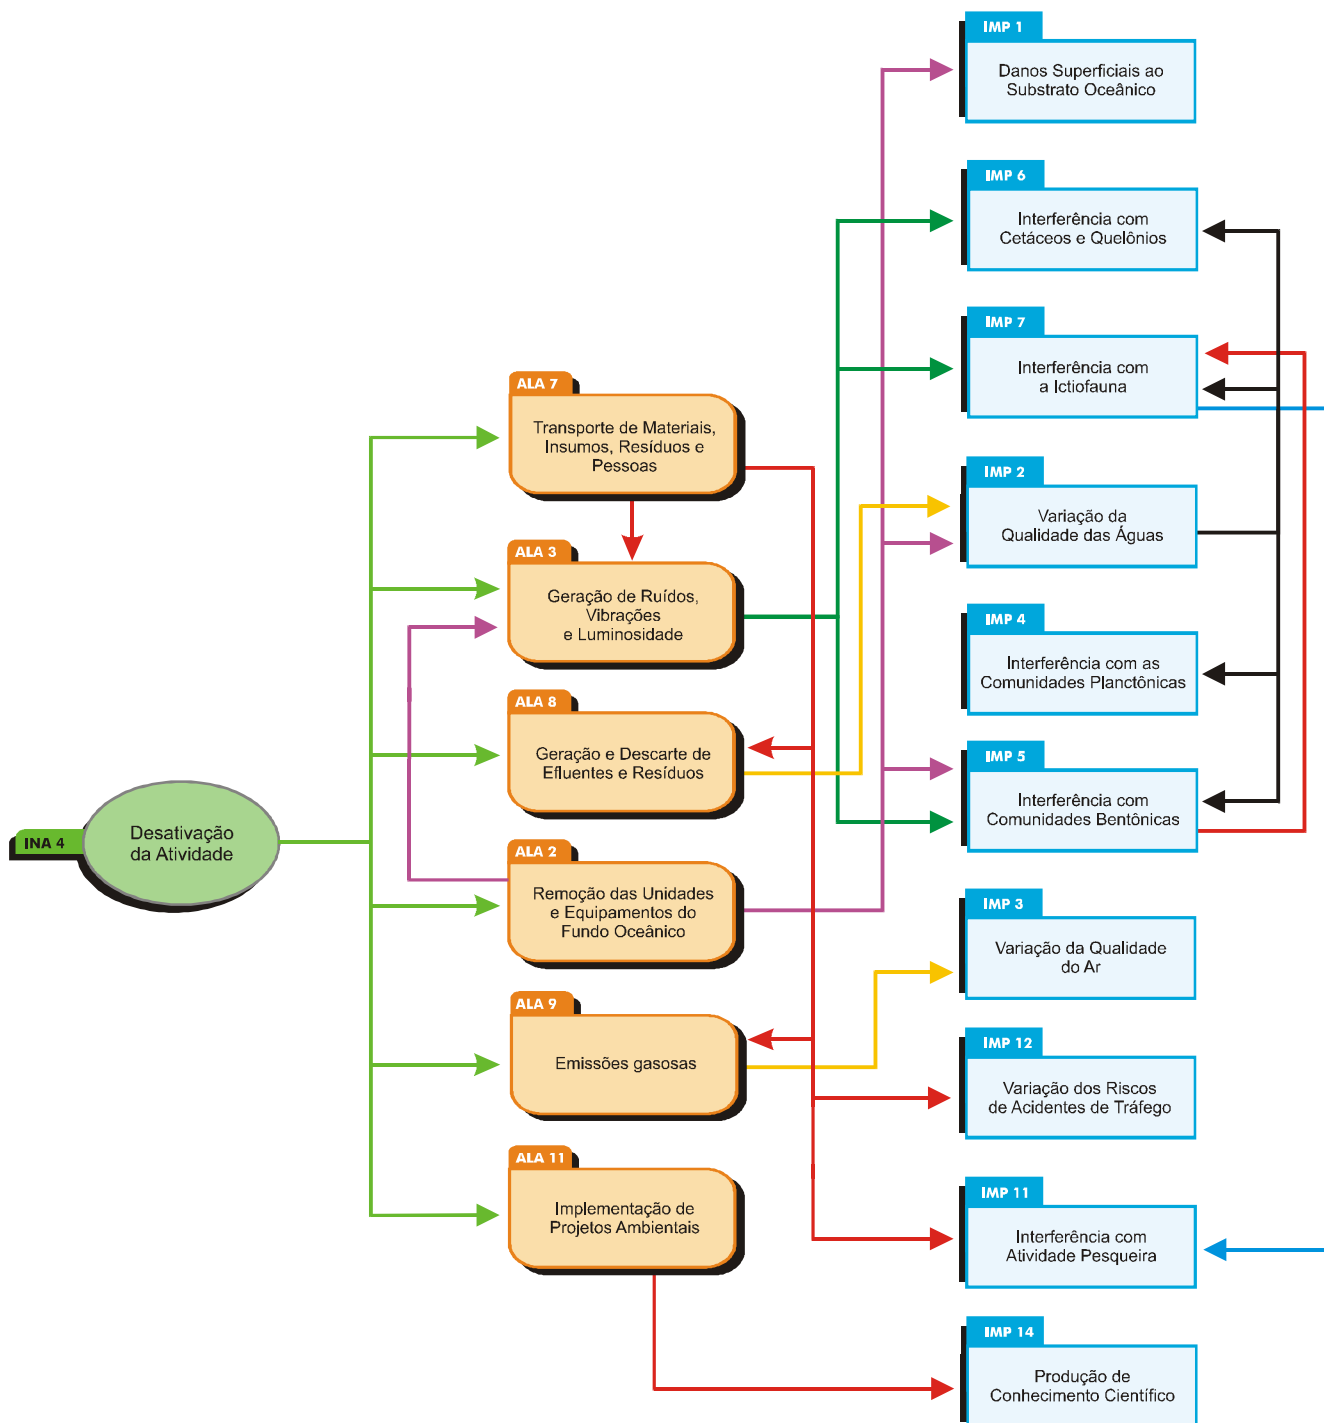 INA 4
Desativação
da Atividade
ALA 7
Transporte de Materiais,
Insumos, Resíduos e
Pessoas
ALA 3
Geração de Ruídos,
Vibrações
e Luminosidade
ALA 8
Geração e Descarte de
Efluentes e Resíduos
ALA 2
Remoção das Unidades
e Equipamentos do
Fundo Oceânico
ALA 9
Emissões gasosas
ALA 11
Implementação de
Projetos Ambientais
IMP 1
Danos Superficiais ao
Substrato Oceânico
IMP 6
Interferência com
Cetáceos e Quelônios
IMP 7
Interferência com
a Ictiofauna
IMP 2
Variação da
Qualidade das Águas
IMP 4
Interferência com as
Comunidades Planctônicas
IMP 5
Interferência com
Comunidades Bentônicas
IMP 3
Variação da Qualidade
do Ar
IMP 12
Variação dos Riscos
de Acidentes de Tráfego
IMP 11
Interferência com
Atividade Pesqueira
IMP 14
Produção de
Conhecimento Científico